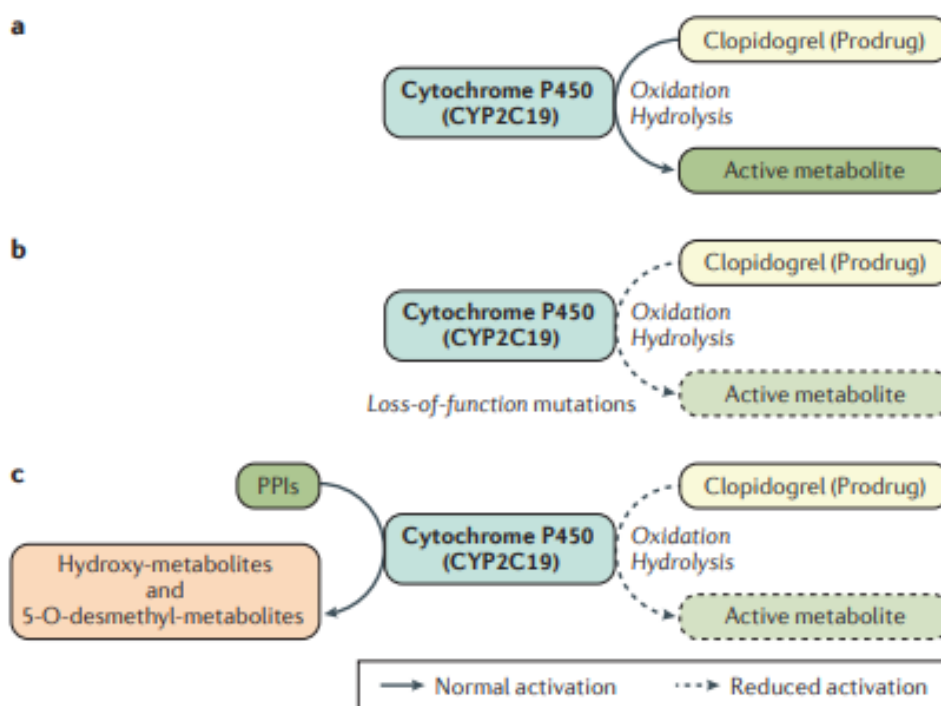 a
Clopidogrel (Prodrug)
Cytochrome P450
(CYP2C19)
Oxidation
Hydrolysis
Active metabolite
b
Clopidogrel (Prodrug)
Cytochrome P450
(CYP2C19)
Oxidation
Hydrolysis
Loss-of-function mutations
Active metabolite
c
PPIs
Clopidogrel (Prodrug)
Cytochrome P450
(CYP2C19)
Oxidation
Hydrolysis
Hydroxy-metabolites
and
5-O-desmethyl-metabolites
Active metabolite
Normal activation
Reduced activation